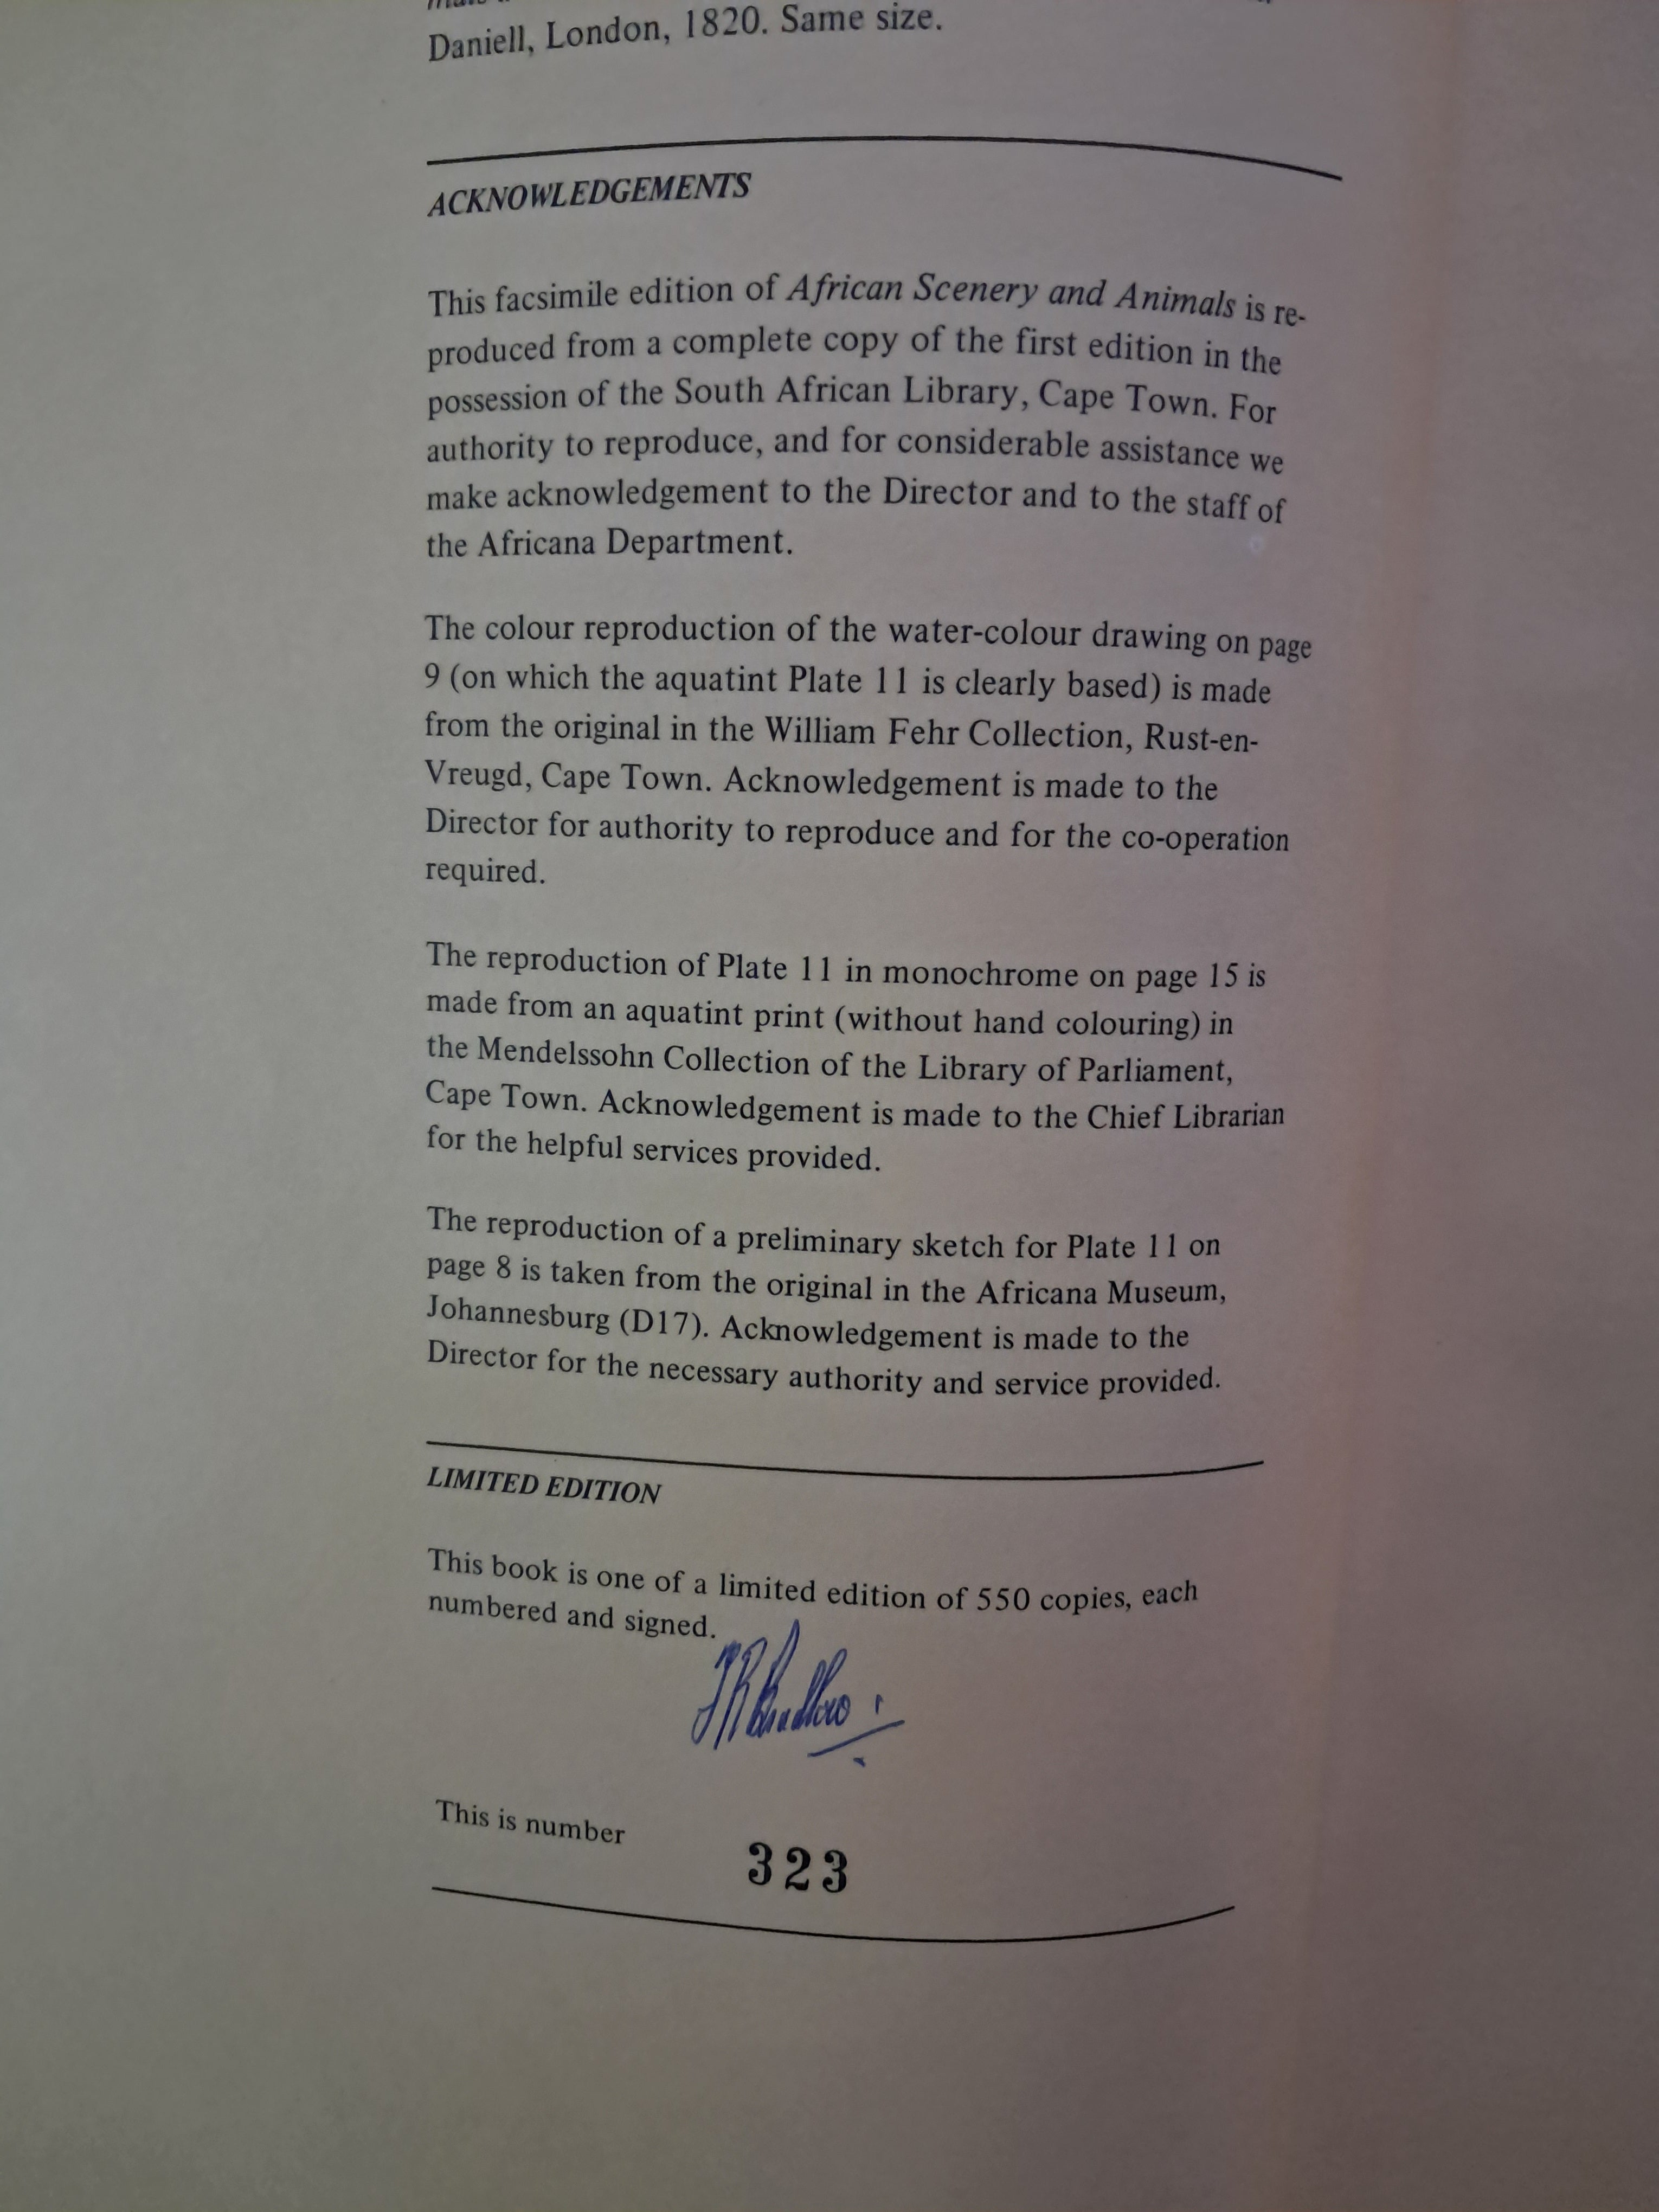 Daniell, London, 1820. Same size.
ACKNOWLEDGEMENTS
This facsimile edition of African Scenery and Animals is re-
produced from a complete copy of the first edition in the
possession of the South African Library, Cape Town. For
authority to reproduce, and for considerable assistance we
make acknowledgement to the Director and to the staff of
the Africana Department.
The colour reproduction of the water-colour drawing on page
9 (on which the aquatint Plate 11 is clearly based) is made
from the original in the William Fehr Collection, Rust-en-
Vreugd, Cape Town. Acknowledgement is made to the
Director for authority to reproduce and for the co-operation
required.
The reproduction of Plate 11 in monochrome on page 15 is
made from an aquatint print (without hand colouring) in
the Mendelssohn Collection of the Library of Parliament,
Cape Town. Acknowledgement is made to the Chief Librarian
for the helpful services provided.
The reproduction of a preliminary sketch for Plate 11 on
page 8 is taken from the original in the Africana Museum,
Johannesburg (D17). Acknowledgement is made to the
Director for the necessary authority and service provided.
LIMITED EDITION
This book is one of a limited edition of 550 copies, each
numbered and signed.
This is number
323